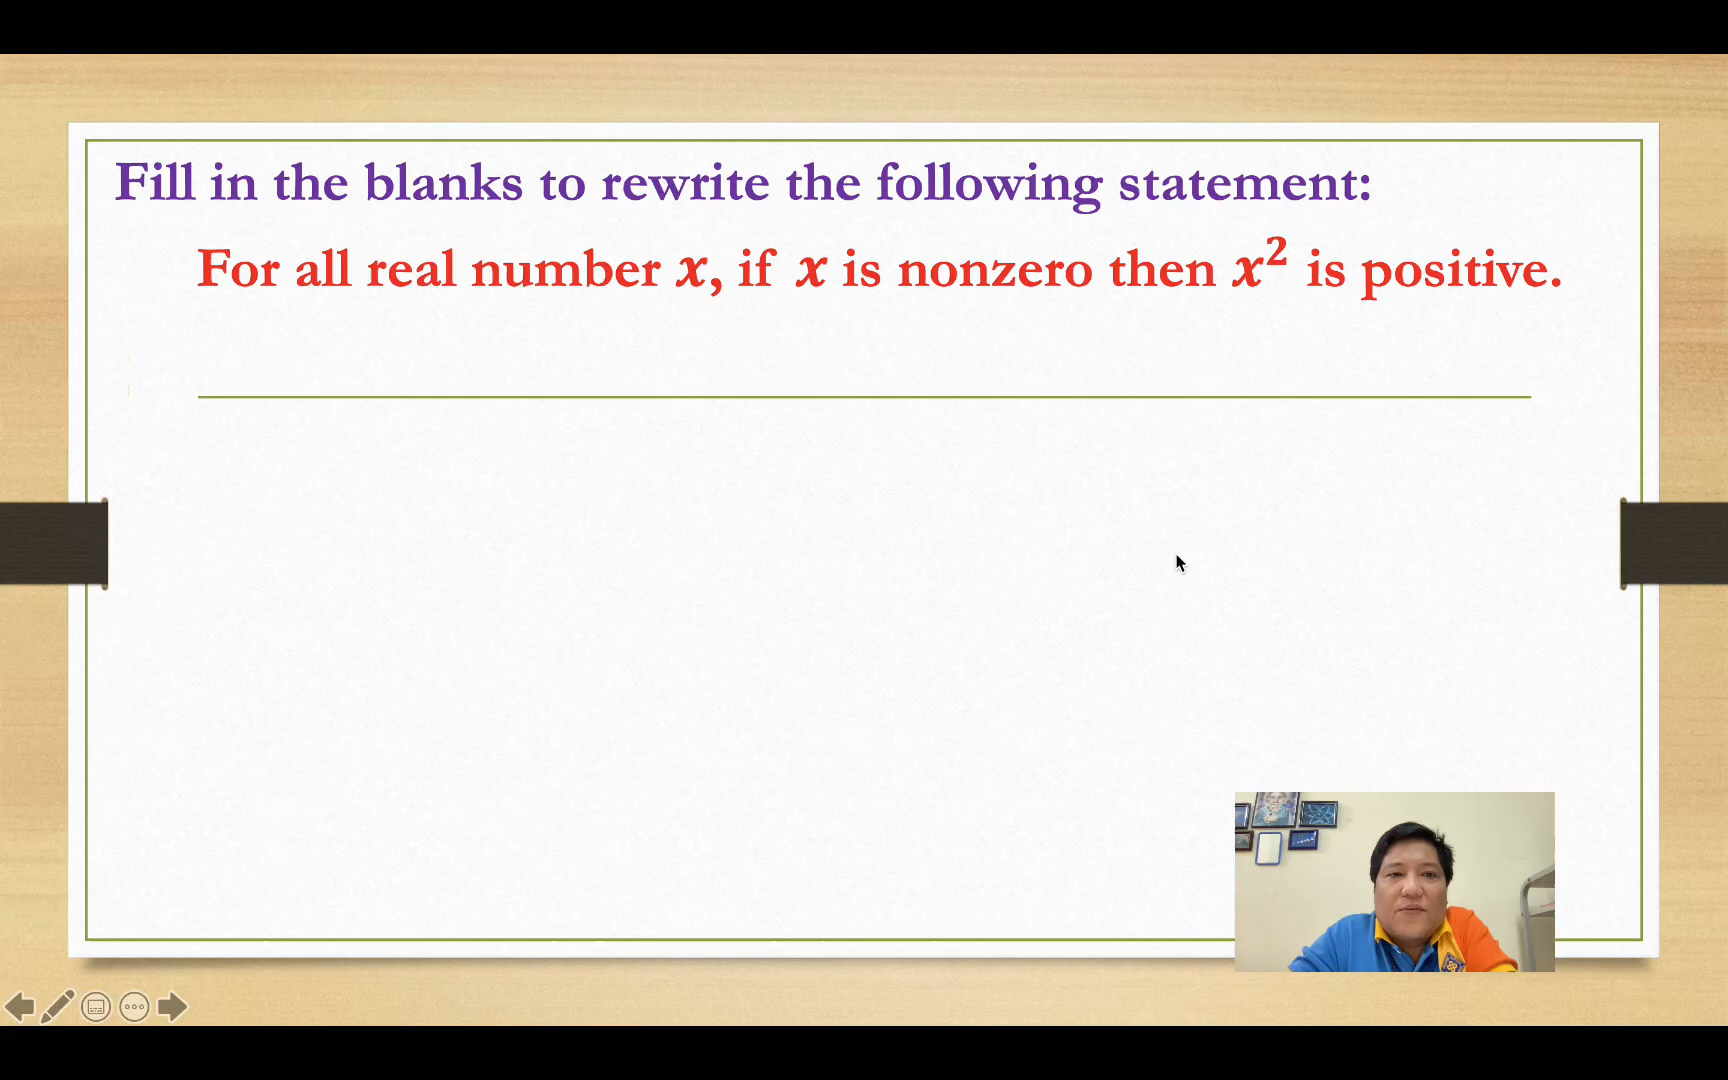 Fill in the blanks to rewrite the following statement:
For all real number x, if x is nonzero then x² is positive.